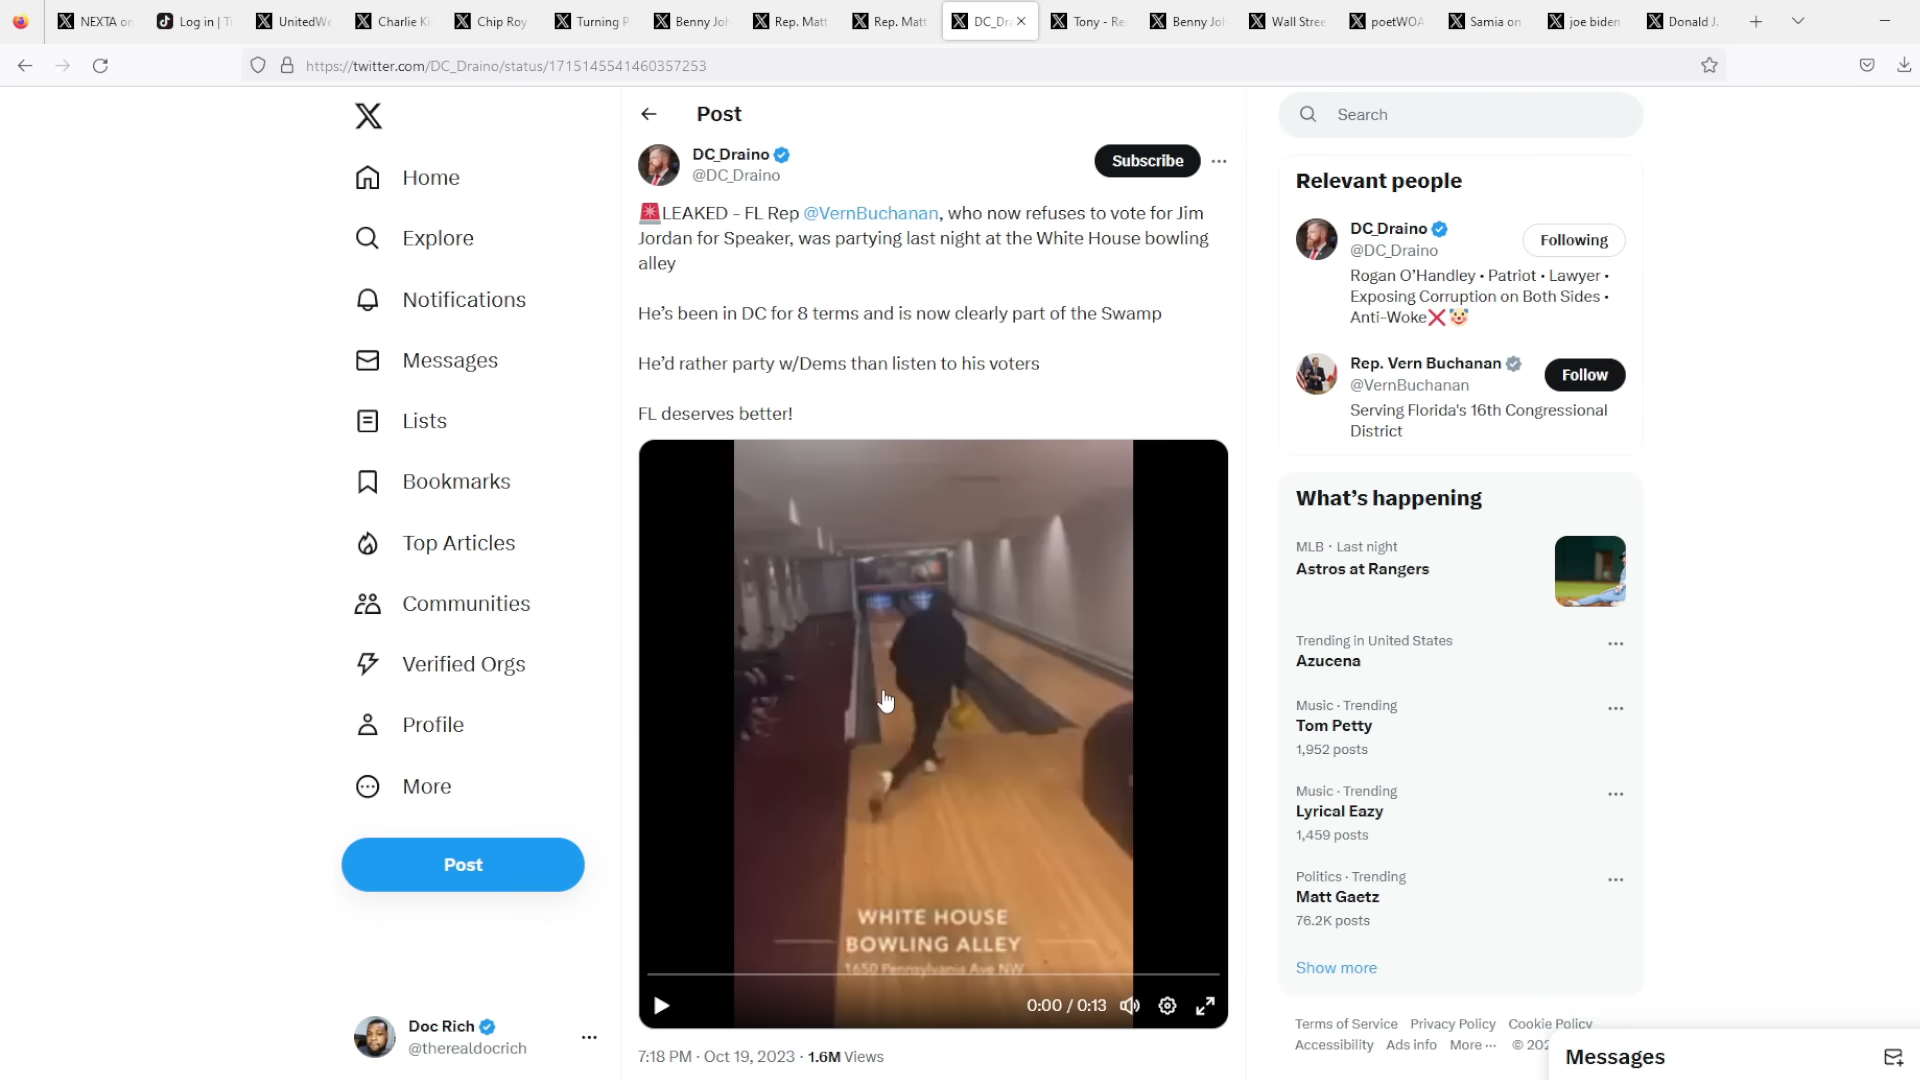 NEXTA on
Log in | Ti
UnitedWe
Charlie Ki
Chip Roy
Turning P
Benny Joh
Rep. Matt
Rep. Matt
DC_Dra
Tony - Re
Benny Joh
Wall Stree
poetWOA
Samia on
joe biden
Donald J.
https://twitter.com/DC_Draino/status/1715145541460357253
Home
Explore
Notifications
Messages
Lists
Bookmarks
Top Articles
Communities
Verified Orgs
Profile
More
Post
Doc Rich
@therealdocrich
Post
DC_Draino
@DC_Draino
Subscribe
🚨LEAKED - FL Rep @VernBuchanan, who now refuses to vote for Jim
Jordan for Speaker, was partying last night at the White House bowling
alley
He’s been in DC for 8 terms and is now clearly part of the Swamp
He’d rather party w/Dems than listen to his voters
FL deserves better!
WHITE HOUSE
BOWLING ALLEY
1650 Pennsylvania Ave NW
0:00 / 0:13
7:18 PM · Oct 19, 2023 · 1.6M Views
Search
Relevant people
DC_Draino
@DC_Draino
Following
Rogan O’Handley • Patriot • Lawyer •
Exposing Corruption on Both Sides •
Anti-Woke❌🤡
Rep. Vern Buchanan
@VernBuchanan
Follow
Serving Florida's 16th Congressional
District
What’s happening
MLB · Last night
Astros at Rangers
Trending in United States
Azucena
Music · Trending
Tom Petty
1,952 posts
Music · Trending
Lyrical Eazy
1,459 posts
Politics · Trending
Matt Gaetz
76.2K posts
Show more
Terms of Service Privacy Policy Cookie Policy
Accessibility Ads info More ··· © 202
Messages